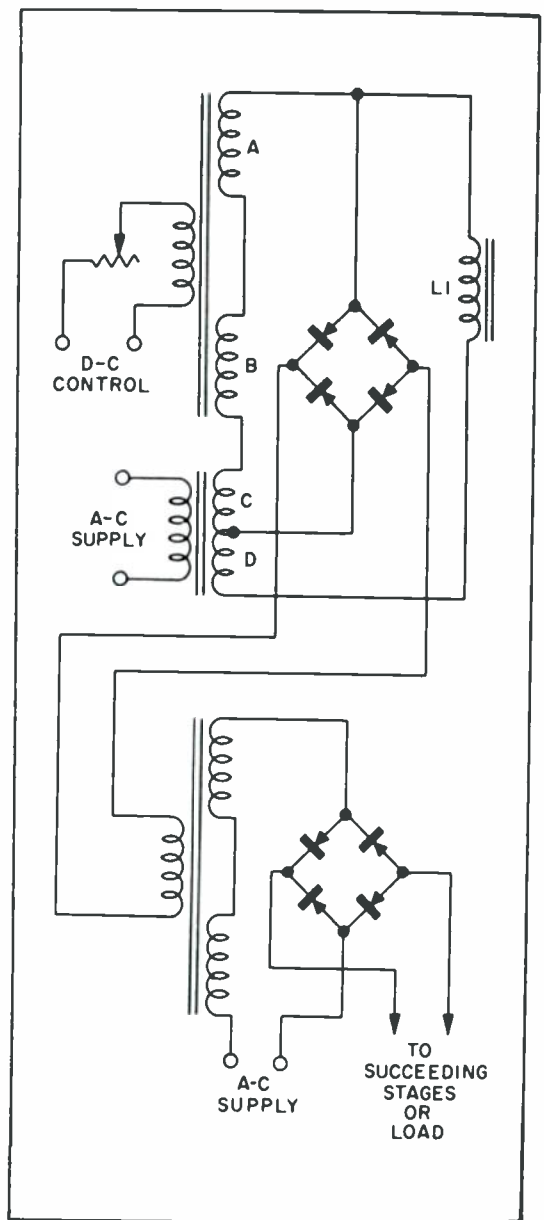 A
L1
D-C
CONTROL
B
C
A-C
SUPPLY
D
A-C
SUPPLY
TO
SUCCEEDING
STAGES
OR
LOAD